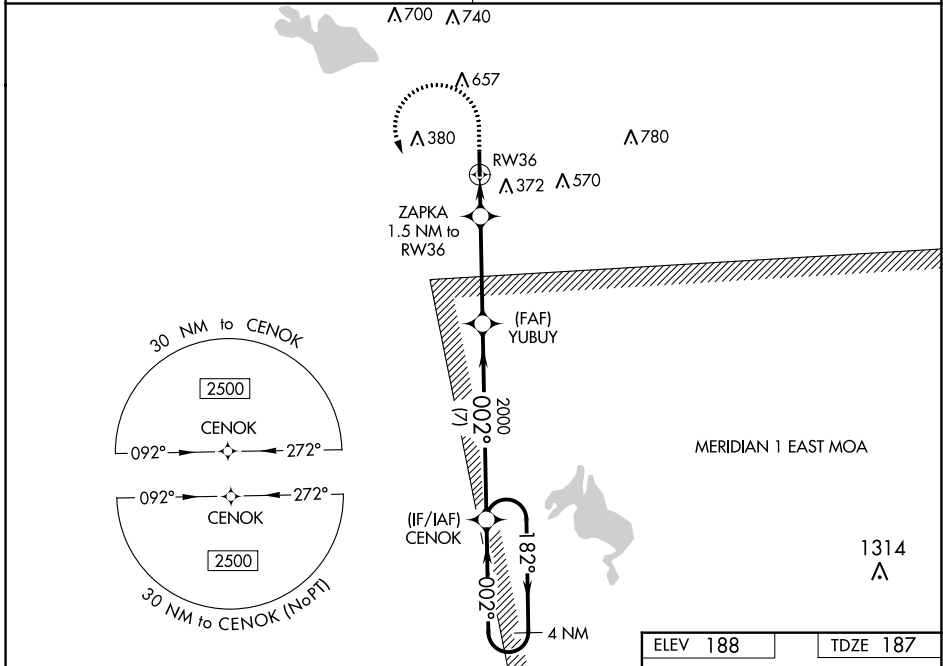 700
740
657
380
780
RW36
372
570
ZAPKA
1.5 NM to
RW36
(FAF)
YUBUY
30 NM to CENOK
2500
CENOK
092°
272°
092°
272°
CENOK
2500
30 NM to CENOK (NoPT)
2000
002°
(7)
MERIDIAN 1 EAST MOA
(IF/IAF)
CENOK
182°
002°
4 NM
1314
ELEV 188
TDZE 187